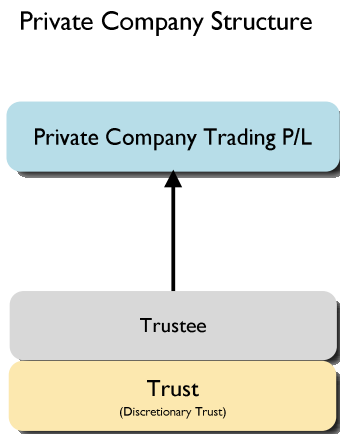 Private Company Structure
Private Company Trading P/L
Trustee
Trust
(Discretionary Trust)